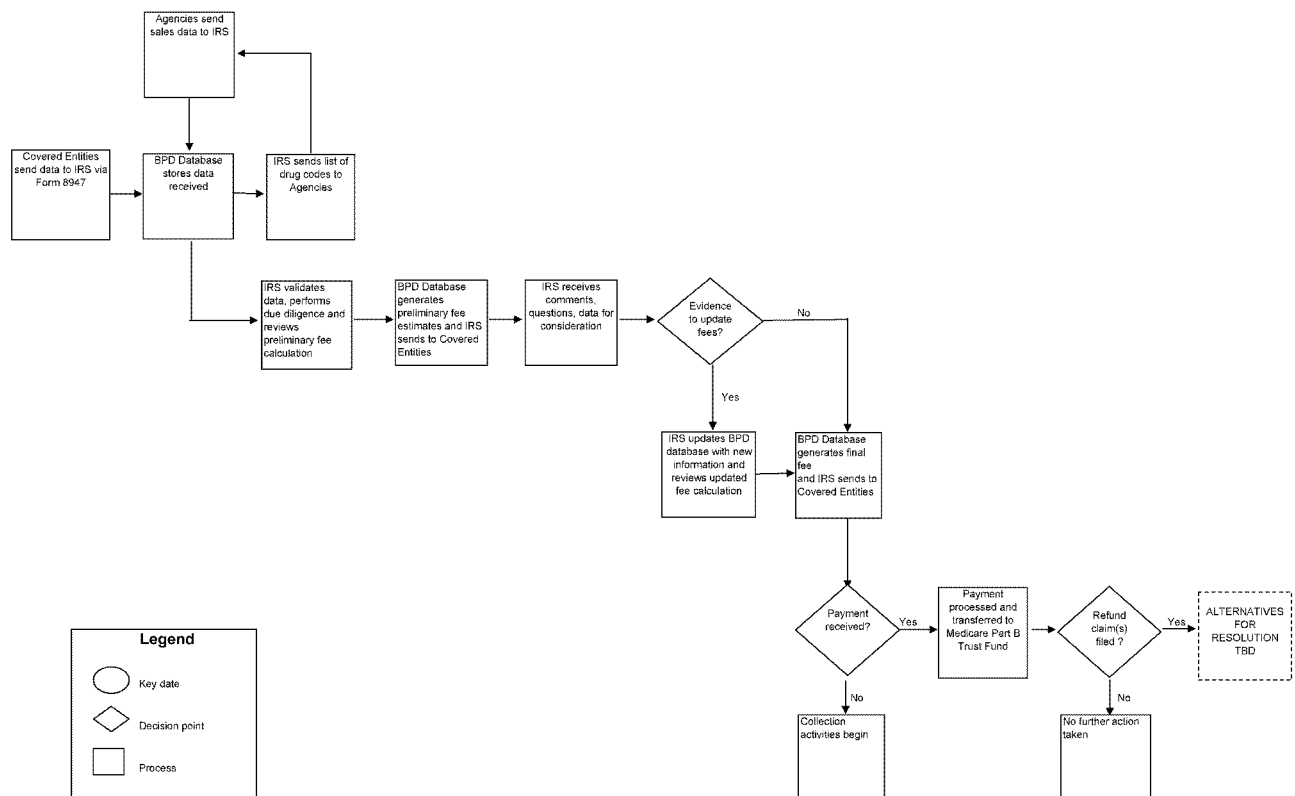 Agencies send
sales data to IRS
Covered Entities
send data to IRS via
Form 8947
BPD Database
stores data
received
IRS sends list of
drug codes to
Agencies
IRS validates
data, performs
due diligence and
reviews
preliminary fee
calculation
BPD Database
generates
preliminary fee
estimates and IRS
sends to Covered
Entities
IRS receives
comments,
questions, data for
consideration
Evidence
to update
fees?
No
Yes
IRS updates BPD
database with new
information and
reviews updated
fee calculation
BPD Database
generates final
fee
and IRS sends to
Covered Entities
Payment
received?
Yes
Payment
processed and
transferred to
Medicare Part B
Trust Fund
Refund
claim(s)
filed ?
Yes
ALTERNATIVES
FOR
RESOLUTION
TBD
No
Collection
activities begin
No
No further action
taken
Legend
Key date
Decision point
Process